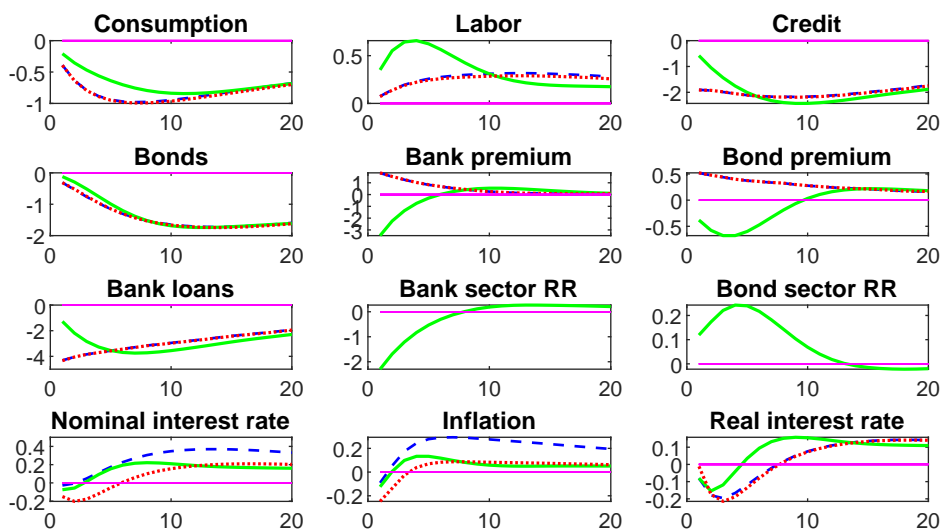 Consumption Labor Credit
0 -0.5 -1 0 10 20
0.5 0 0 10 20
0 -1 -2 0 10 20
Bonds Bank premium Bond premium
0 -1 -2 0 10 20
1 0 -1 -2 -3 0 10 20
0.5 0 -0.5 0 10 20
Bank loans Bank sector RR Bond sector RR
0 -2 -4 0 10 20
0 -1 -2 0 10 20
0.2 0.1 0 0 10 20
Nominal interest rate Inflation Real interest rate
0.4 0.2 0 -0.2 0 10 20
0.2 0 -0.2 0 10 20
0.1 0 -0.1 -0.2 0 10 20